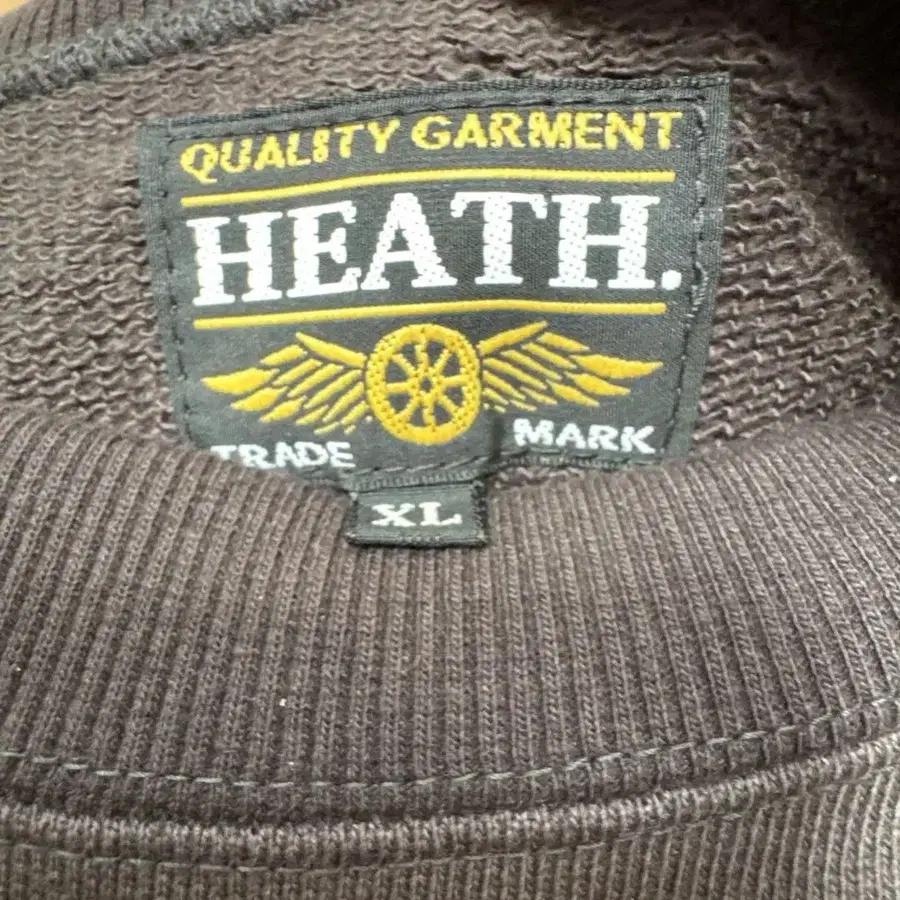 QUALITY GARMENT
HEATH.
TRADE MARK
XL